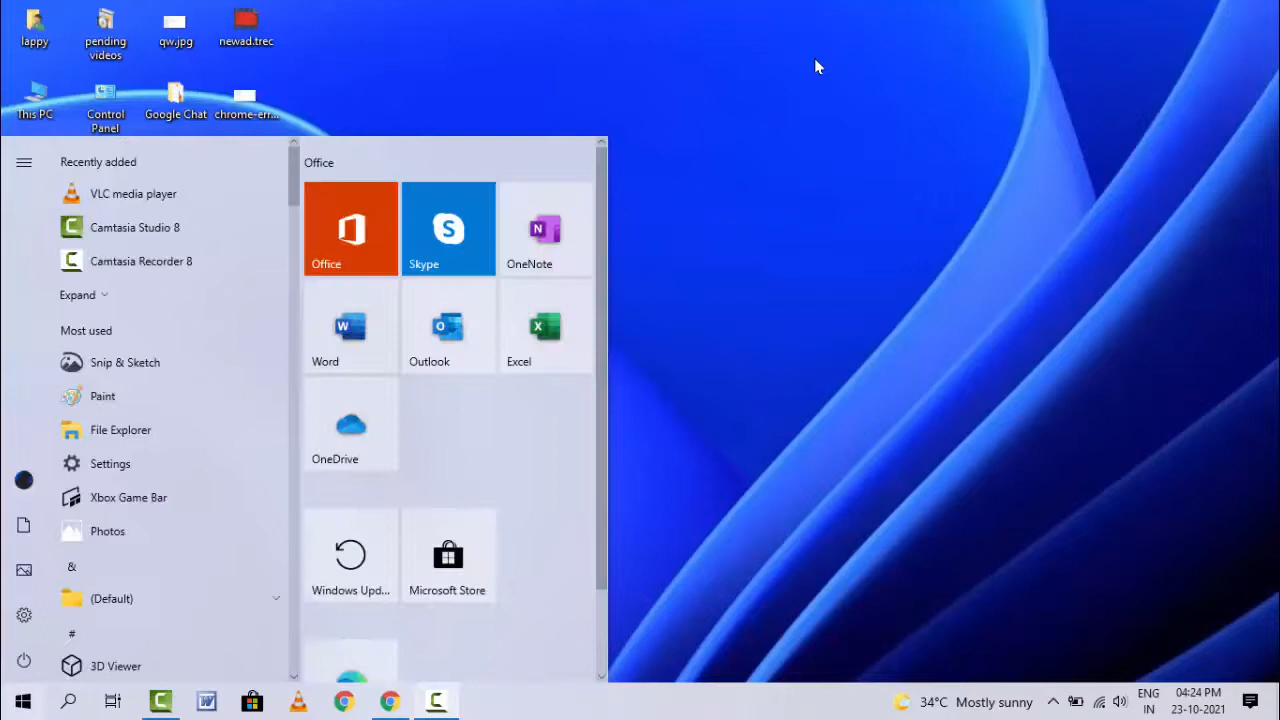 lappy
pending videos
qw.jpg
newad.trec
This PC
Control Panel
Google Chat
chrome-err...
Recently added
VLC media player
Camtasia Studio 8
Camtasia Recorder 8
Expand
Most used
Snip & Sketch
Paint
File Explorer
Settings
Xbox Game Bar
Photos
&
(Default)
#
3D Viewer
Office
Office
Skype
OneNote
Word
Outlook
Excel
OneDrive
Windows Upd...
Microsoft Store
34°C Mostly sunny
ENG
IN
04:24 PM
23-10-2021